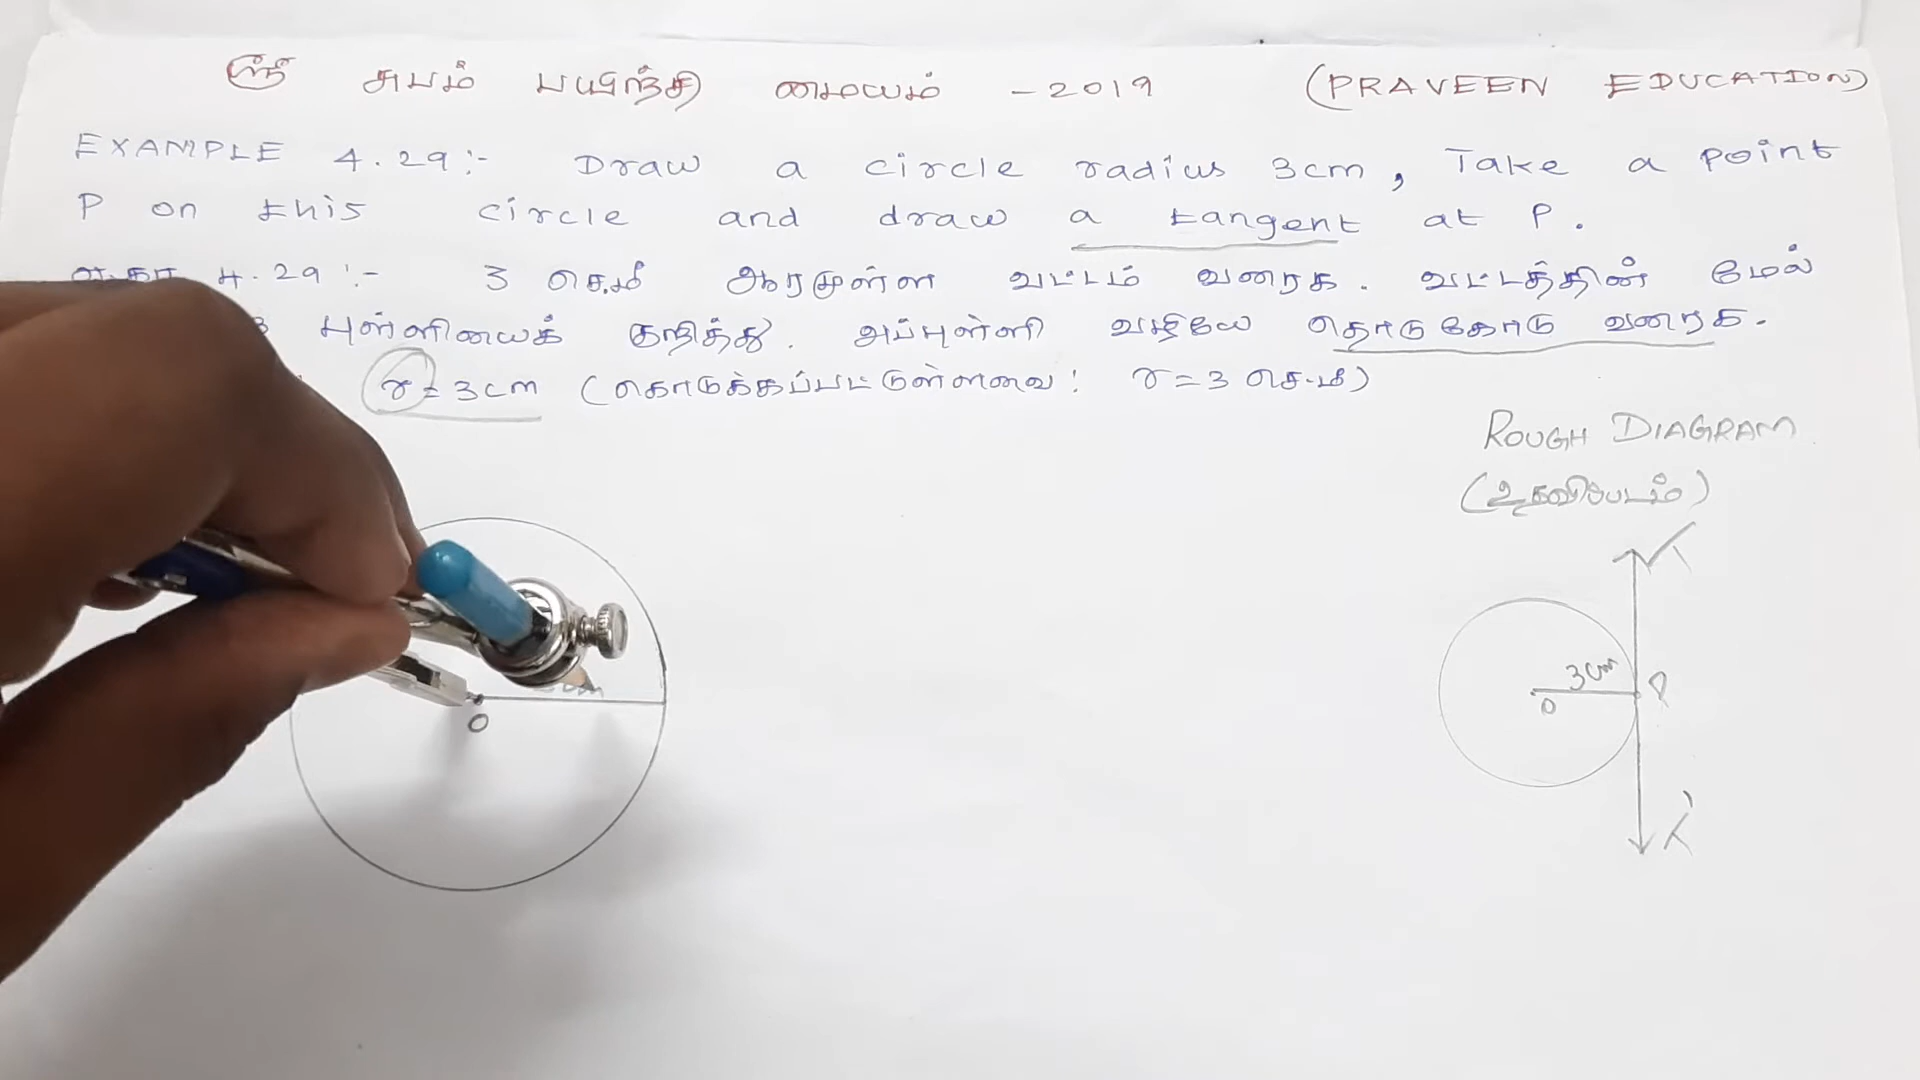 ஸ்ரீ சுபம் பயிற்சி மையம் - 2019 (PRAVEEN EDUCATION)
EXAMPLE 4.29:- Draw a circle radius 3cm, Take a point
P on this circle and draw a tangent at P.
4.29:- 3 செ.மீ ஆரமுள்ள வட்டம் வரைக. வட்டத்தின் மேல்
புள்ளியைக் குறித்து. அப்புள்ளி வழியே தொடுகோடு வரைக.
r = 3cm (கொடுக்கப்பட்டுள்ளவை: r = 3 செ.மீ)
ROUGH DIAGRAM
(உதவிப்படம்)
T
3cm
O
P
T'
O